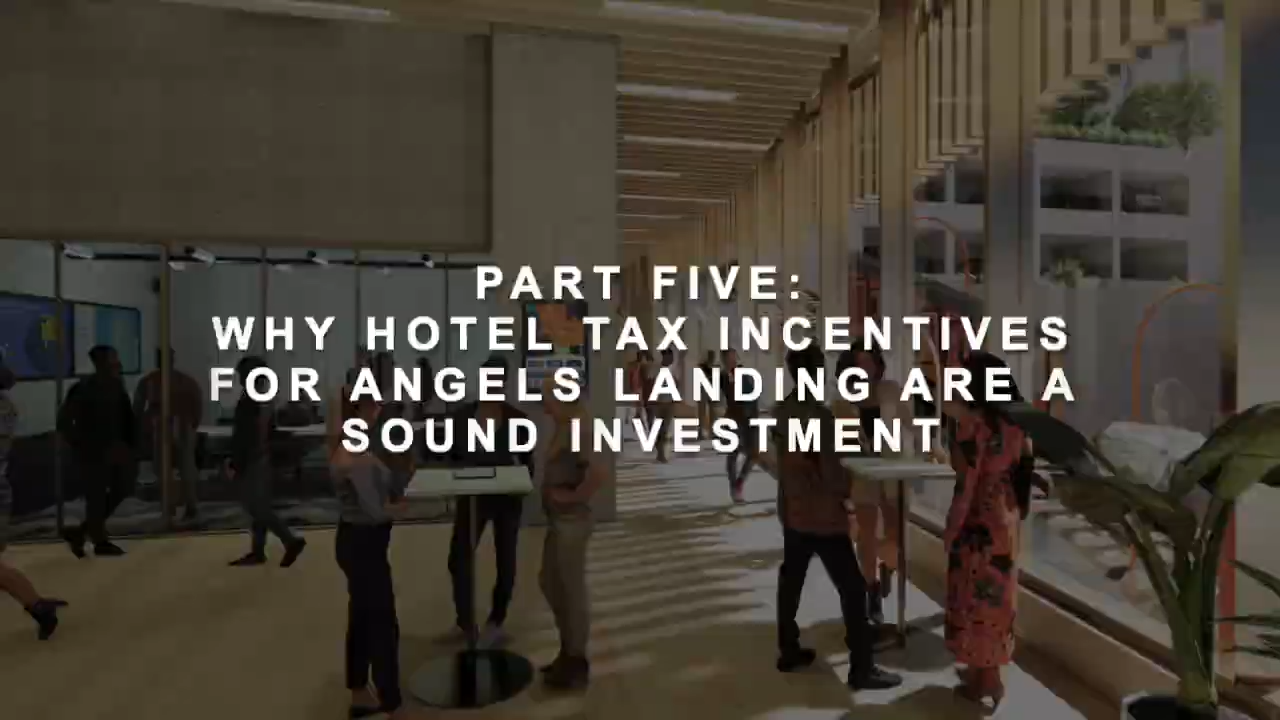 PART FIVE:
WHY HOTEL TAX INCENTIVES
FOR ANGELS LANDING ARE A
SOUND INVESTMENT